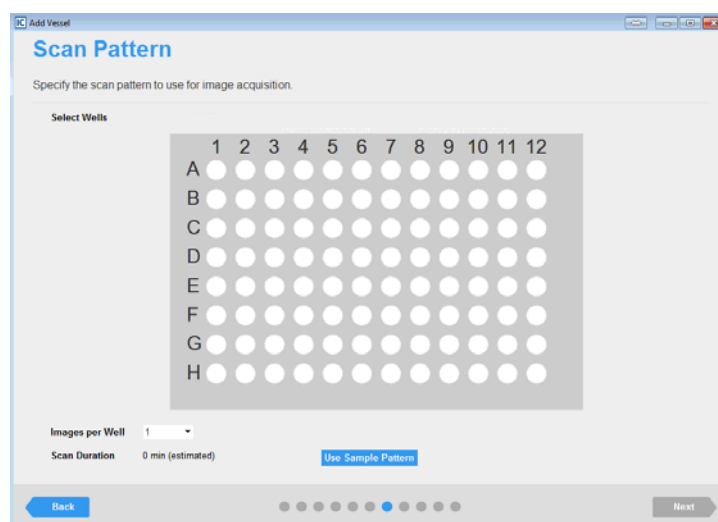 IC Add Vessel
Scan Pattern
Specify the scan pattern to use for image acquisition.
Select Wells
1 2 3 4 5 6 7 8 9 10 11 12
A
B
C
D
E
F
G
H
Images per Well 1
Scan Duration 0 min (estimated)
Use Sample Pattern
Back
Next